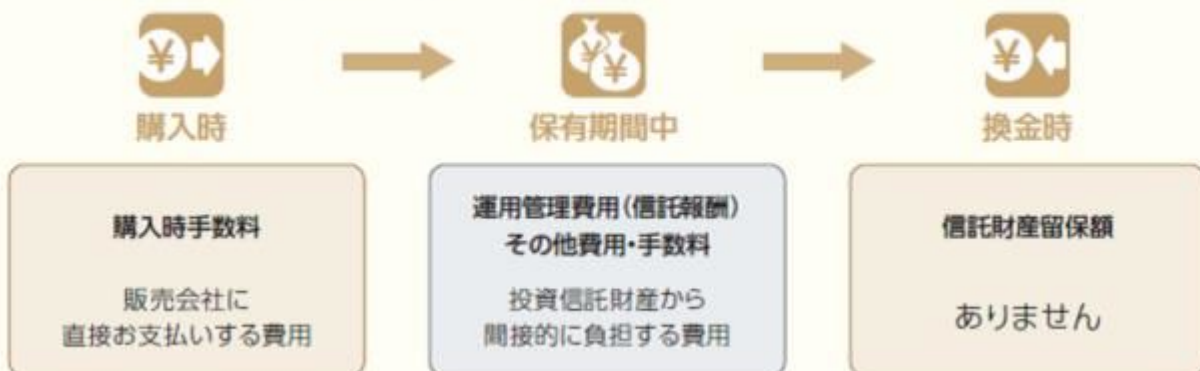 ¥
¥
¥
¥
購入時
保有期間中
換金時
購入時手数料
販売会社に
直接お支払いする費用
運用管理費用(信託報酬)
その他費用・手数料
投資信託財産から
間接的に負担する費用
信託財産留保額
ありません